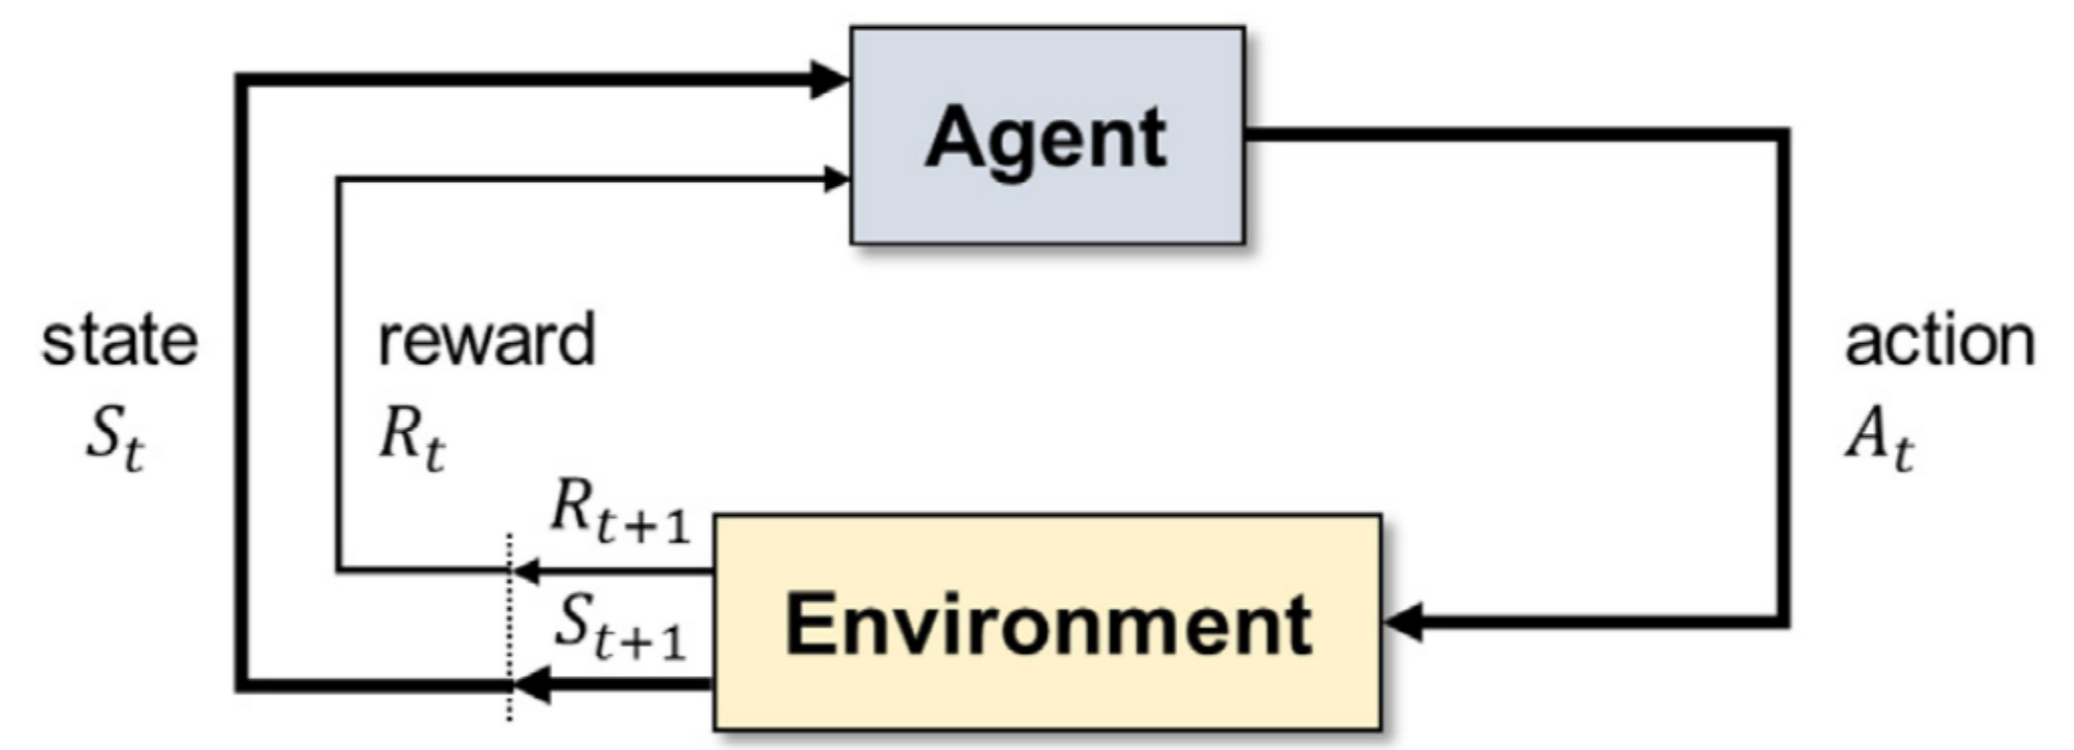 Agent
state
S_t
reward
R_t
action
A_t
R_{t+1}
S_{t+1}
Environment